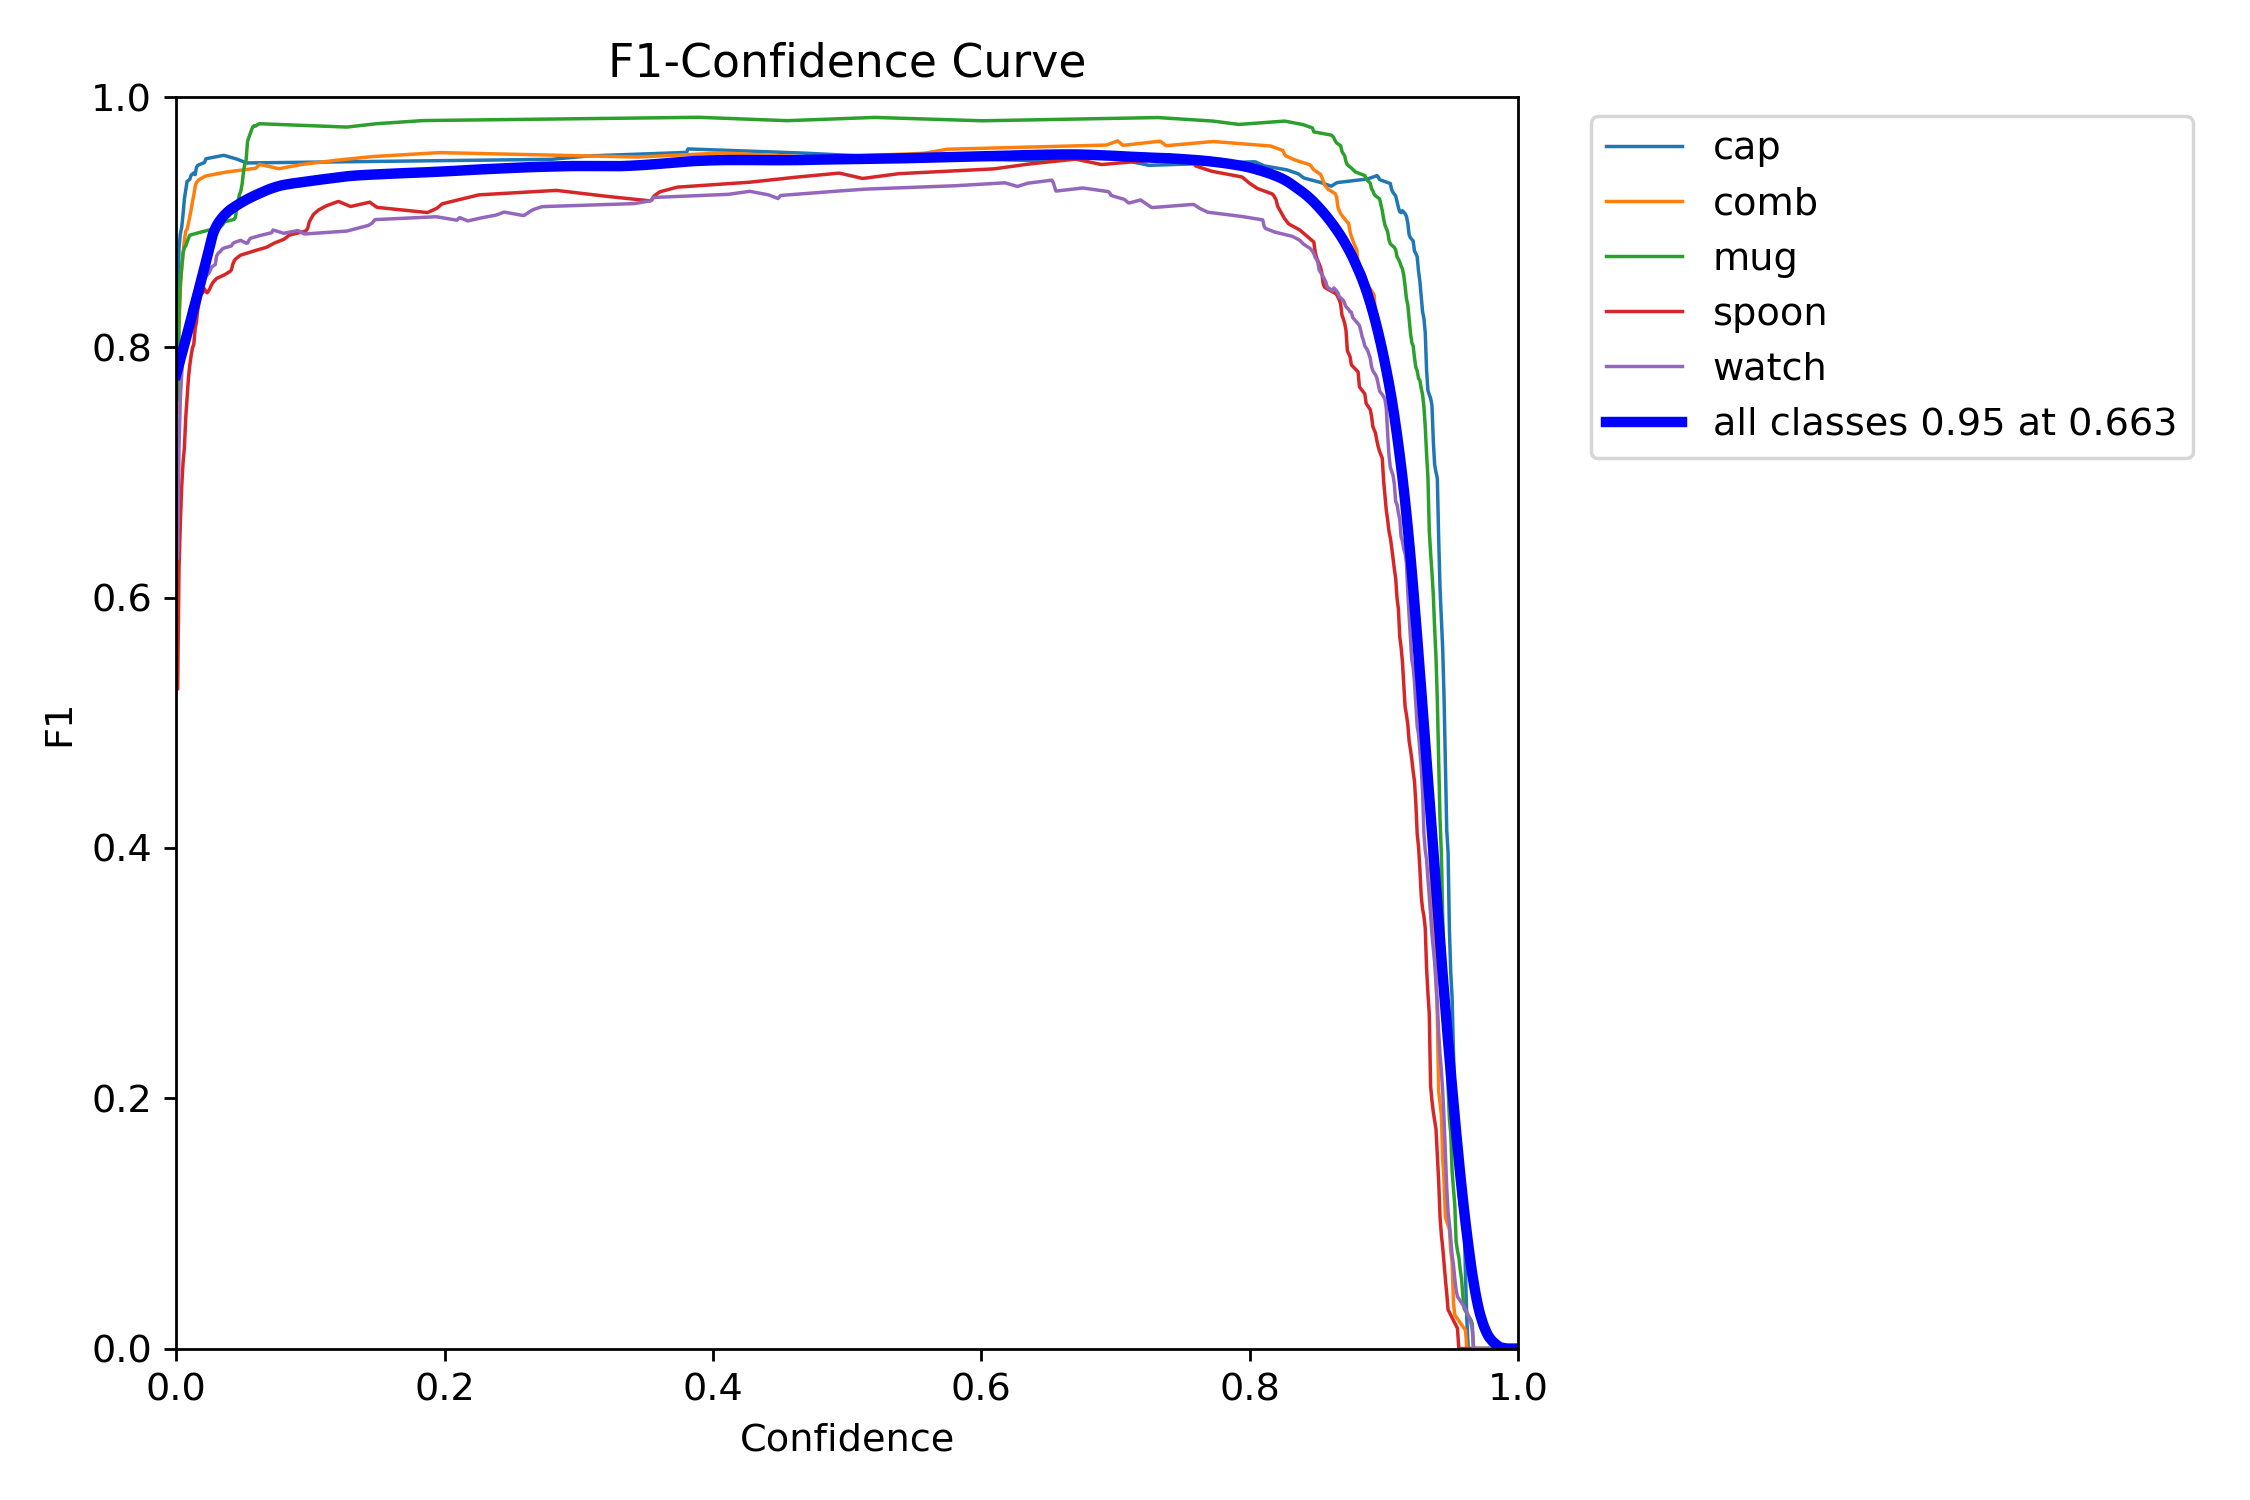 F1-Confidence Curve
1.0
0.8
0.6
0.4
0.2
0.0
F1
0.0 0.2 0.4 0.6 0.8 1.0
Confidence
cap
comb
mug
spoon
watch
all classes 0.95 at 0.663